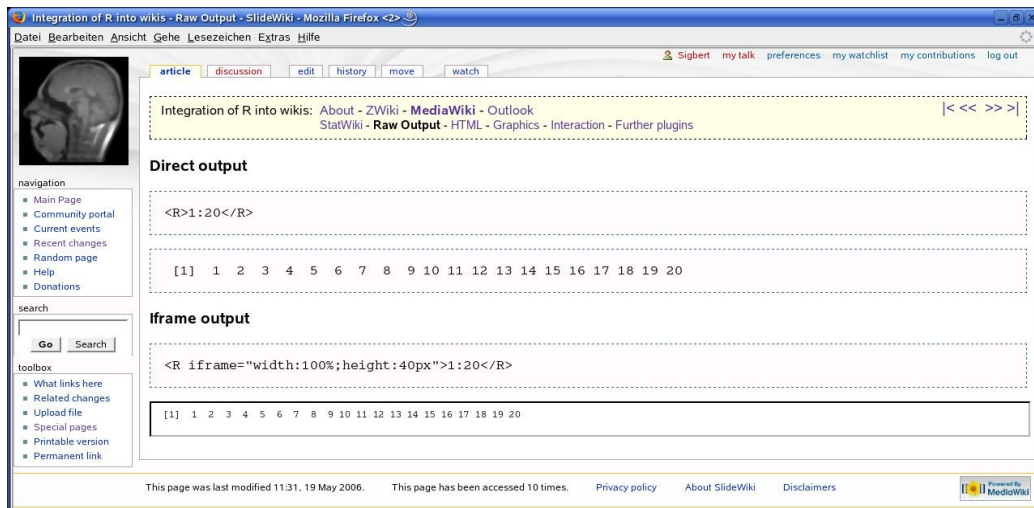 Integration of R into wikis - Raw Output - SlideWiki - Mozilla Firefox <2>
Datei Bearbeiten Ansicht Gehe Lesezeichen Extras Hilfe
Sigbert my talk preferences my watchlist my contributions log out
article discussion edit history move watch
Integration of R into wikis: About - ZWiki - MediaWiki - Outlook |< << >> >|
StatWiki - Raw Output - HTML - Graphics - Interaction - Further plugins
Direct output
<R>1:20</R>
[1] 1 2 3 4 5 6 7 8 9 10 11 12 13 14 15 16 17 18 19 20
Iframe output
<R iframe="width:100%;height:40px">1:20</R>
[1] 1 2 3 4 5 6 7 8 9 10 11 12 13 14 15 16 17 18 19 20
navigation
Main Page
Community portal
Current events
Recent changes
Random page
Help
Donations
search
Go Search
toolbox
What links here
Related changes
Upload file
Special pages
Printable version
Permanent link
This page was last modified 11:31, 19 May 2006. This page has been accessed 10 times. Privacy policy About SlideWiki Disclaimers
Powered By
MediaWiki